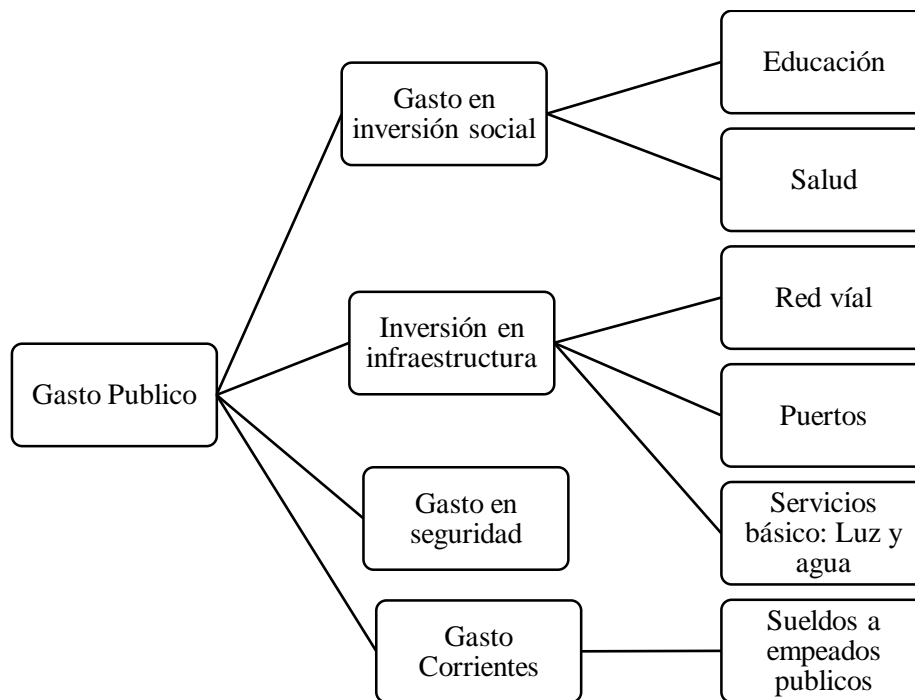 Gasto Publico
Gasto en
inversión social
Educación
Salud
Inversión en
infraestructura
Red víal
Puertos
Servicios
básico: Luz y
agua
Gasto en
seguridad
Gasto
Corrientes
Sueldos a
empeados
publicos